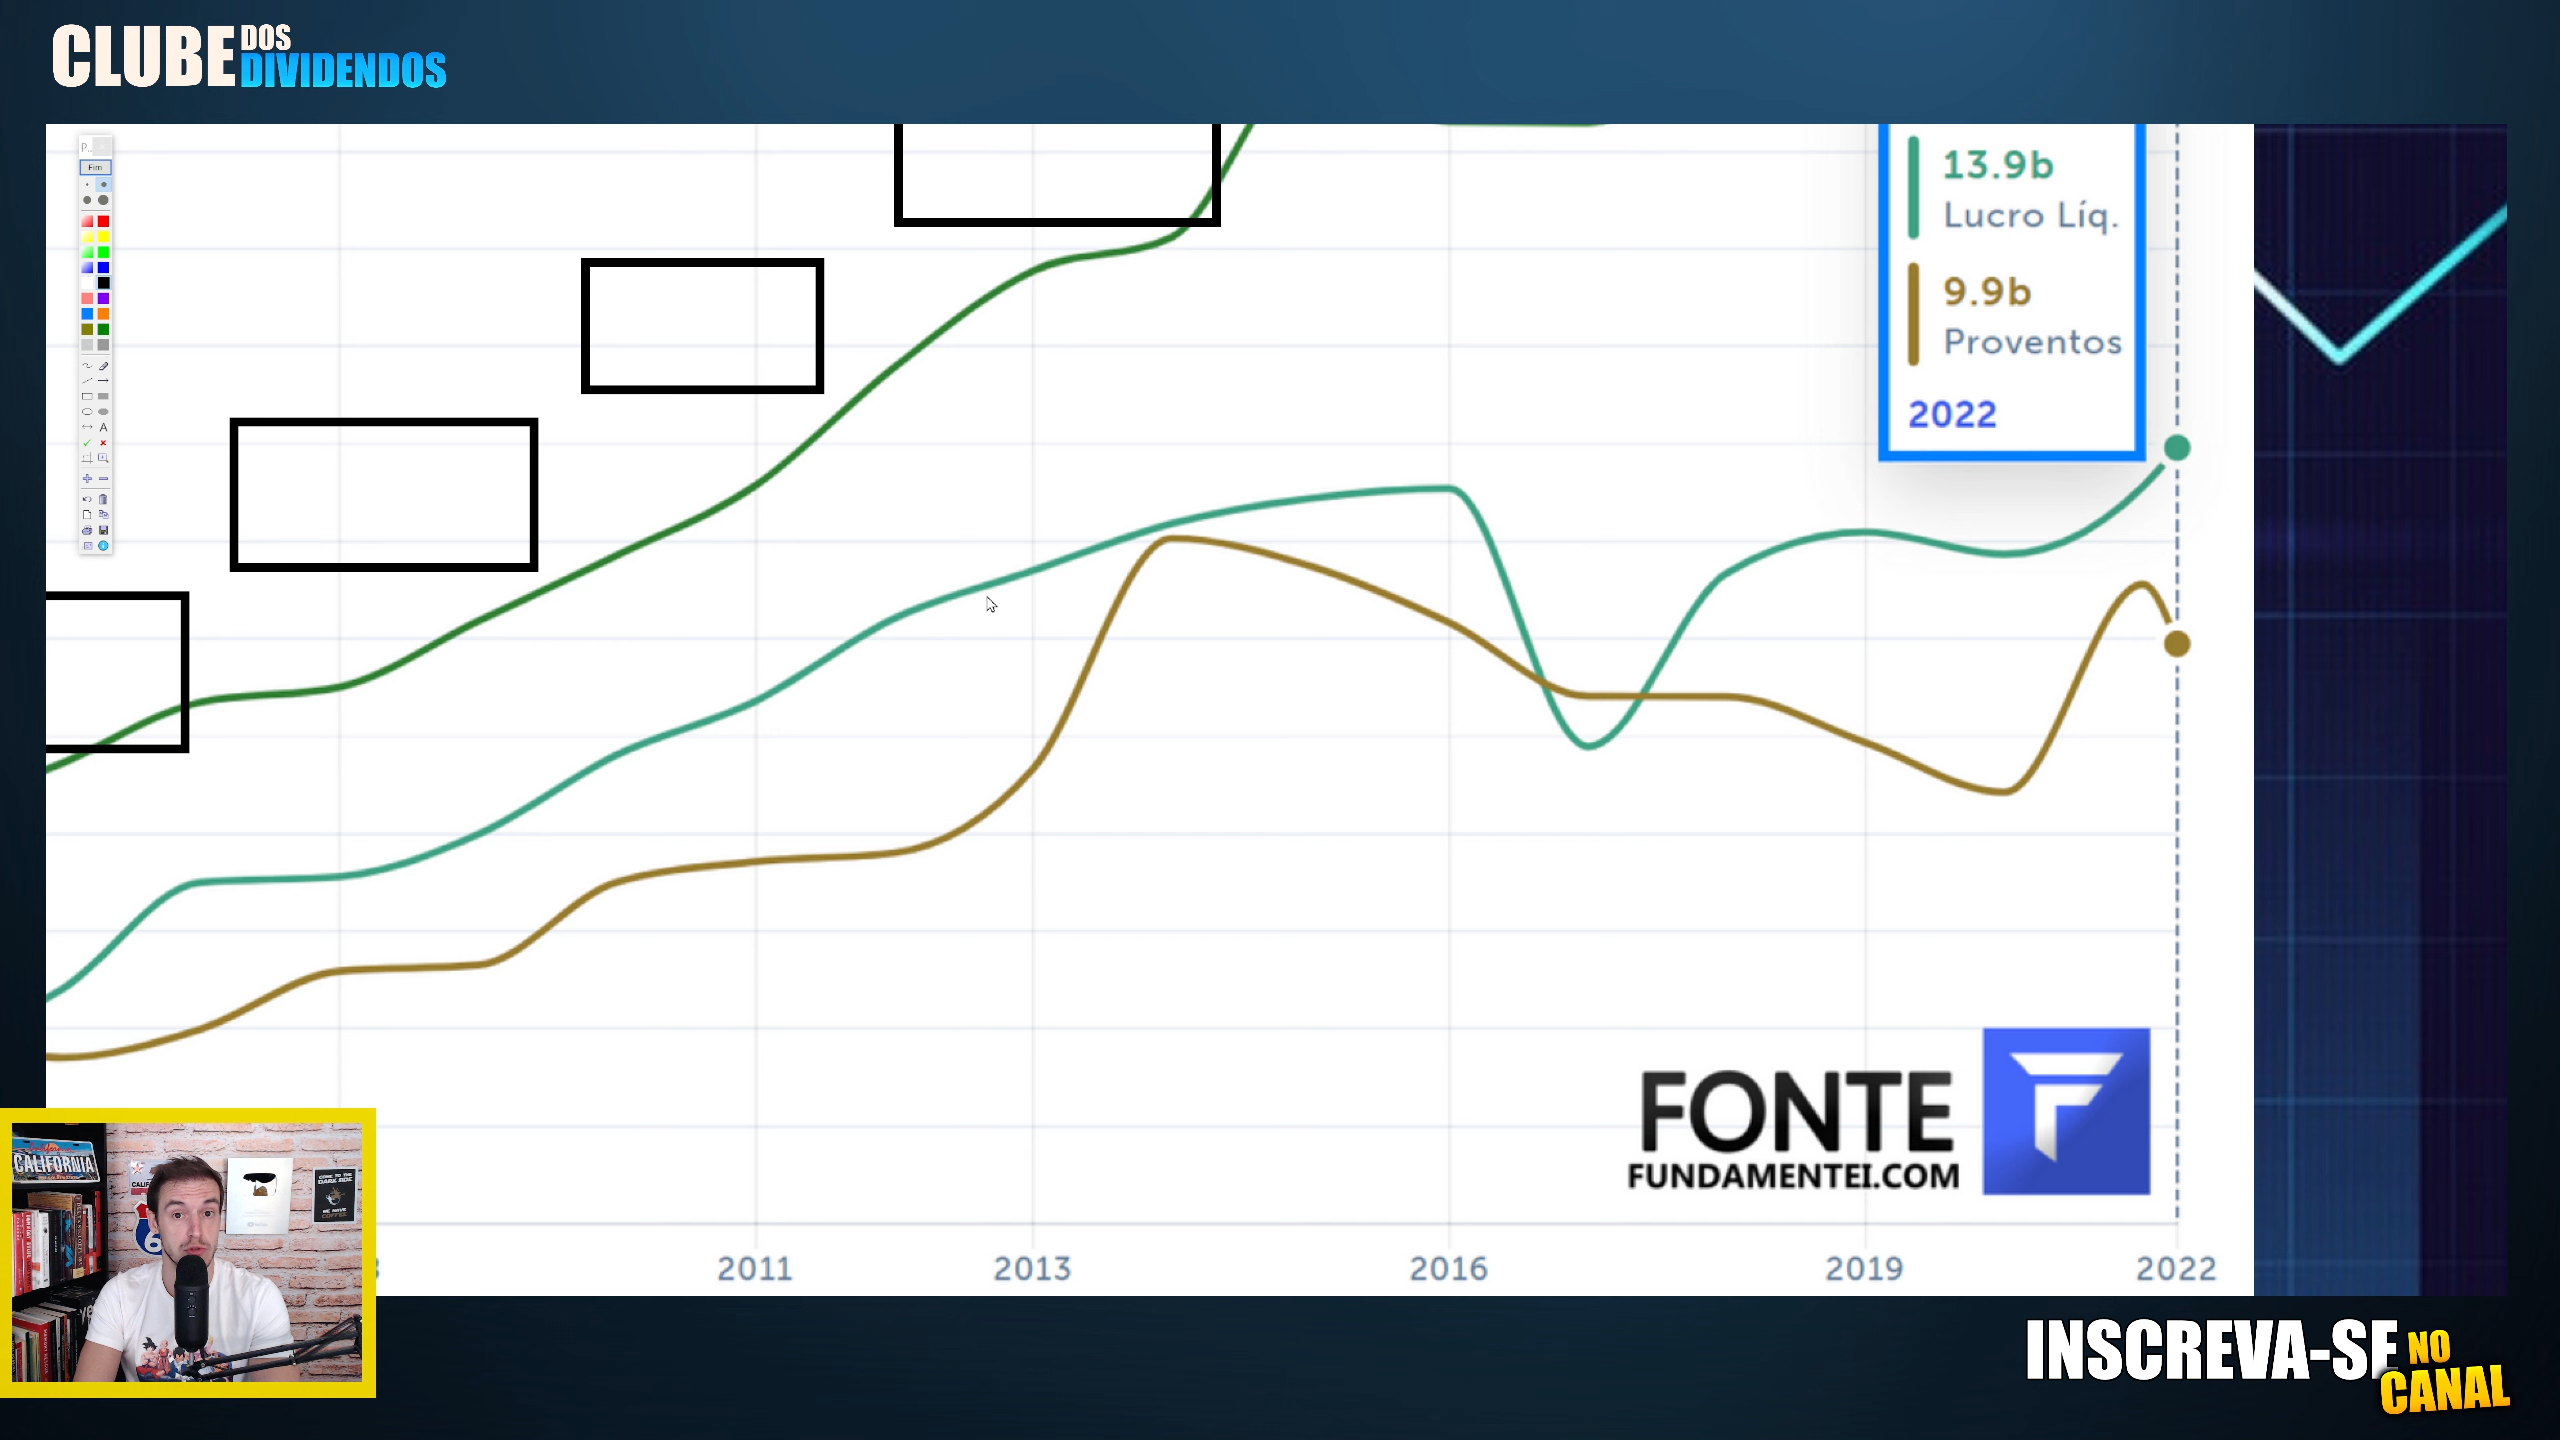 CLUBE DOS
DIVIDENDOS
P..
Fim
A
13.9b
Lucro Líq.
9.9b
Proventos
2022
FONTE
FUNDAMENTEI.COM
2011 2013 2016 2019 2022
CALIFORNIA
INSCREVA-SE NO
CANAL